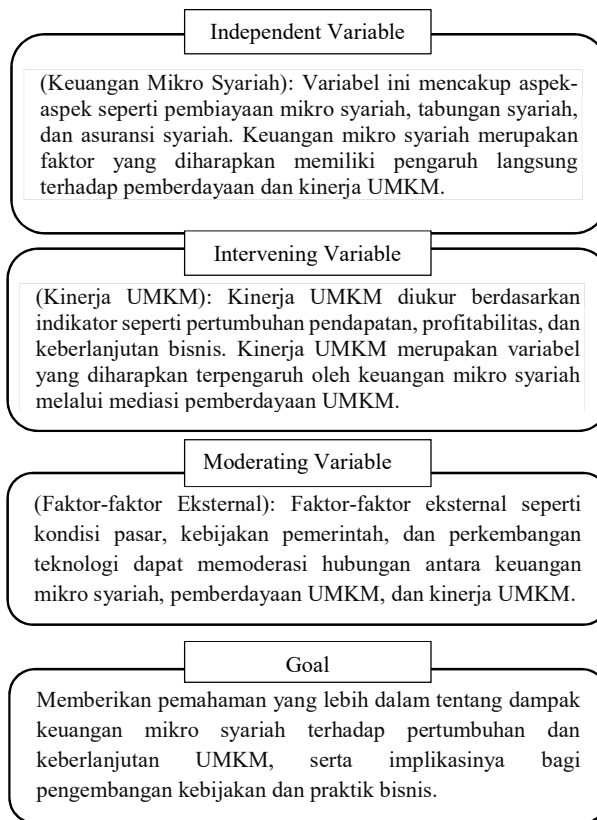 Independent Variable
(Keuangan Mikro Syariah): Variabel ini mencakup aspek-
aspek seperti pembiayaan mikro syariah, tabungan syariah,
dan asuransi syariah. Keuangan mikro syariah merupakan
faktor yang diharapkan memiliki pengaruh langsung
terhadap pemberdayaan dan kinerja UMKM.
Intervening Variable
(Kinerja UMKM): Kinerja UMKM diukur berdasarkan
indikator seperti pertumbuhan pendapatan, profitabilitas, dan
keberlanjutan bisnis. Kinerja UMKM merupakan variabel
yang diharapkan terpengaruh oleh keuangan mikro syariah
melalui mediasi pemberdayaan UMKM.
Moderating Variable
(Faktor-faktor Eksternal): Faktor-faktor eksternal seperti
kondisi pasar, kebijakan pemerintah, dan perkembangan
teknologi dapat memoderasi hubungan antara keuangan
mikro syariah, pemberdayaan UMKM, dan kinerja UMKM.
Goal
Memberikan pemahaman yang lebih dalam tentang dampak
keuangan mikro syariah terhadap pertumbuhan dan
keberlanjutan UMKM, serta implikasinya bagi
pengembangan kebijakan dan praktik bisnis.